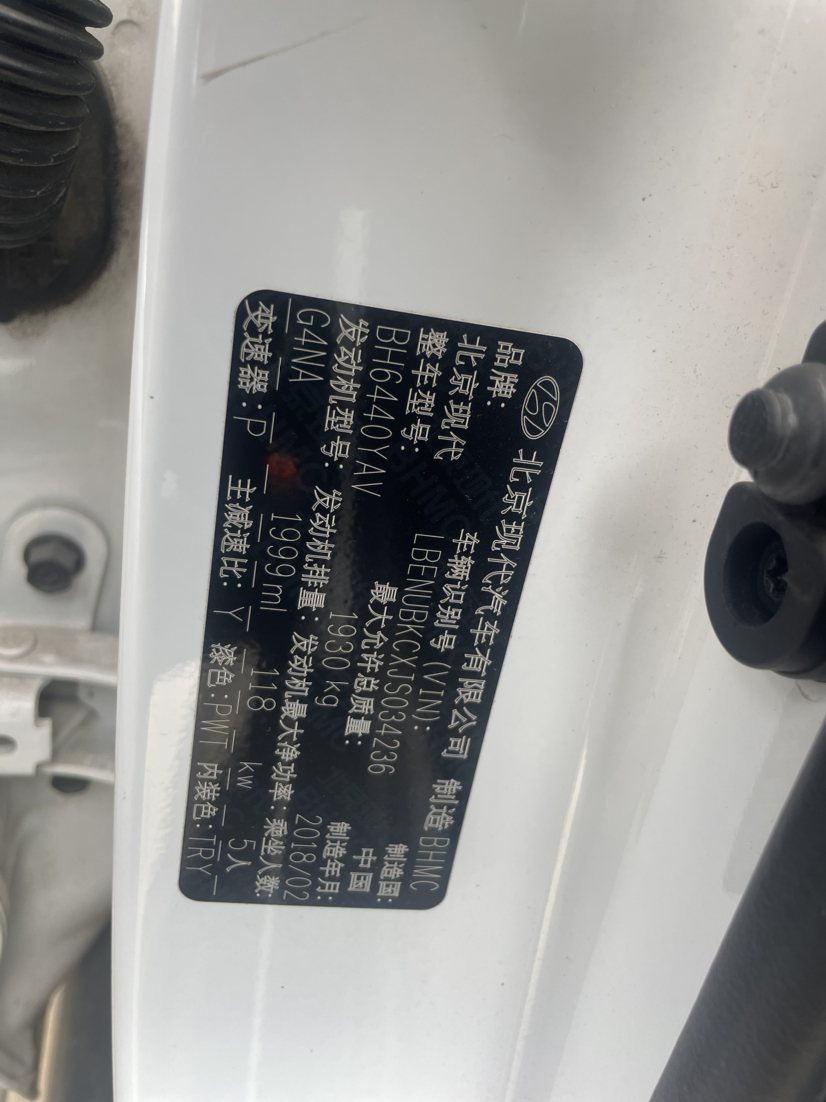 北京现代汽车有限公司 制造 BHMC
品牌: 车辆识别号 (VIN): 制造国:
北京现代 LBENUBKCXJS034236 中国
整车型号: 最大允许总质量: 制造年月:
BH6440YAV 1930 kg 2018/02
发动机型号: 发动机排量: 发动机最大净功率: 乘坐人数:
G4NA 1999 ml 118 kw 5人
变速器: P 主减速比: Y 漆色: PWT 内装色: TRY